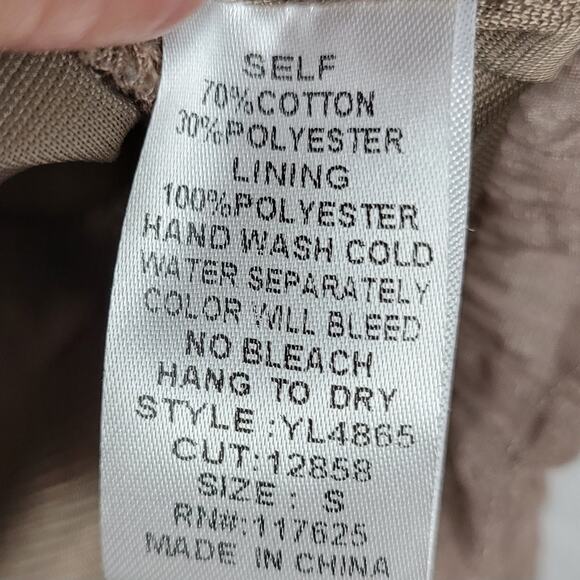 SELF
70%COTTON
30%POLYESTER
LINING
100%POLYESTER
HAND WASH COLD
WATER SEPARATELY
COLOR WILL BLEED
NO BLEACH
HANG TO DRY
STYLE :YL4865
CUT:12858
SIZE: S
RN#:117625
MADE IN CHINA